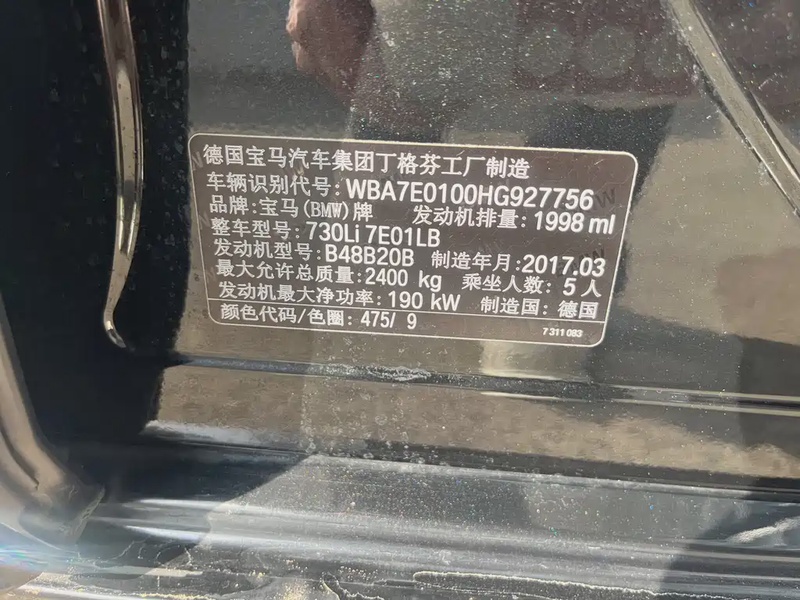 德国宝马汽车集团丁格芬工厂制造
车辆识别代号: WBA7E0100HG927756
品牌: 宝马(BMW)牌 发动机排量: 1998 ml
整车型号: 730Li 7E01LB
发动机型号: B48B20B 制造年月: 2017.03
最大允许总质量: 2400 kg 乘坐人数: 5 人
发动机最大净功率: 190 kW 制造国: 德国
颜色代码/色圈: 475/ 9
7 311 083